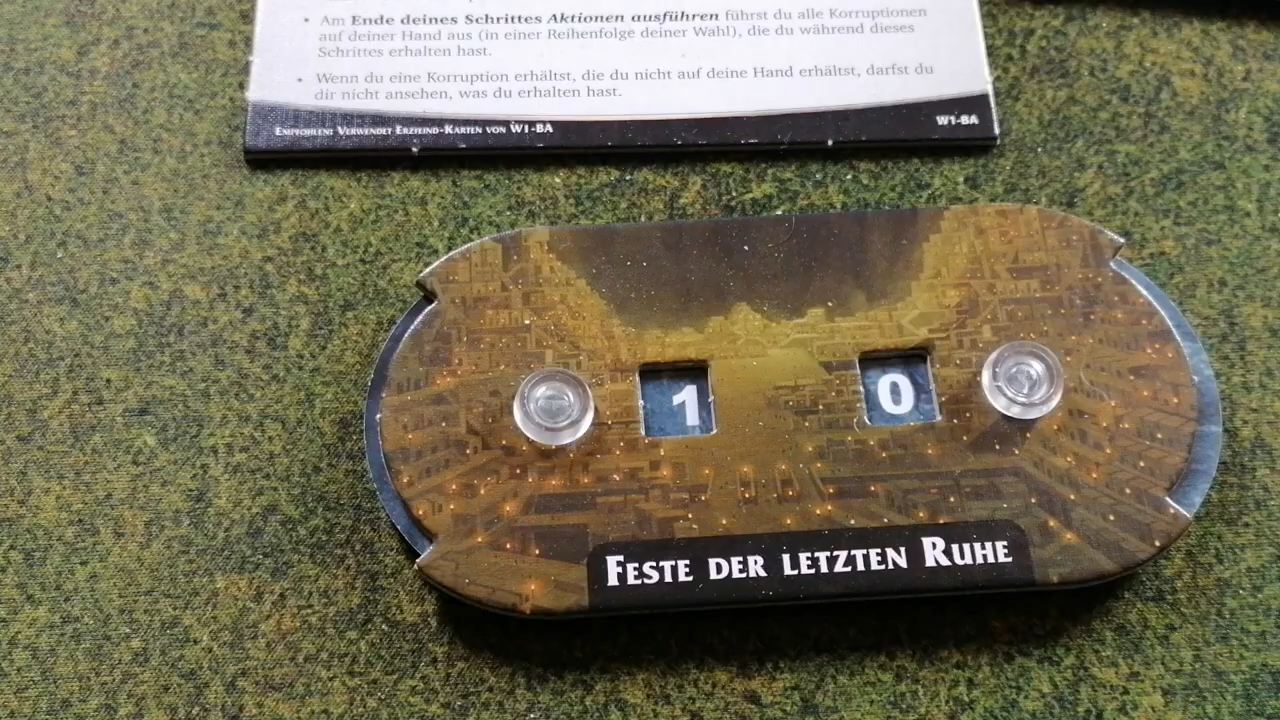 • Am Ende deines Schrittes Aktionen ausführen führst du alle Korruptionen
auf deiner Hand aus (in einer Reihenfolge deiner Wahl), die du während dieses
Schrittes erhalten hast.
• Wenn du eine Korruption erhältst, die du nicht auf deine Hand erhältst, darfst du
dir nicht ansehen, was du erhalten hast.
Empfohlen: Verwendet Erzfeind-Karten von W1-BA
W1-BA
1 0
Feste der letzten Ruhe